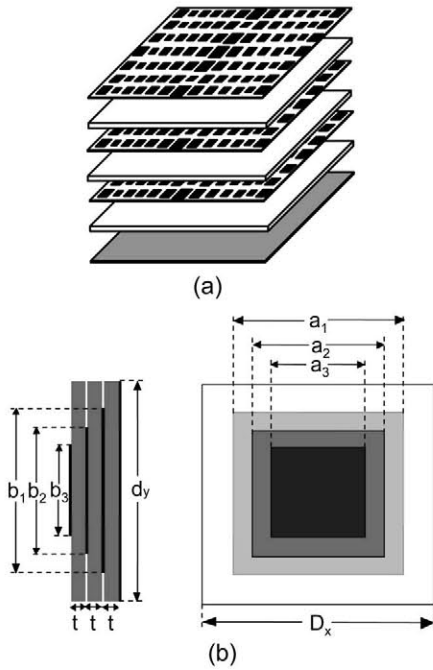 (a)
a₁
a₂
a₃
b₁ b₂ b₃ dy
t t t
Dₓ
(b)